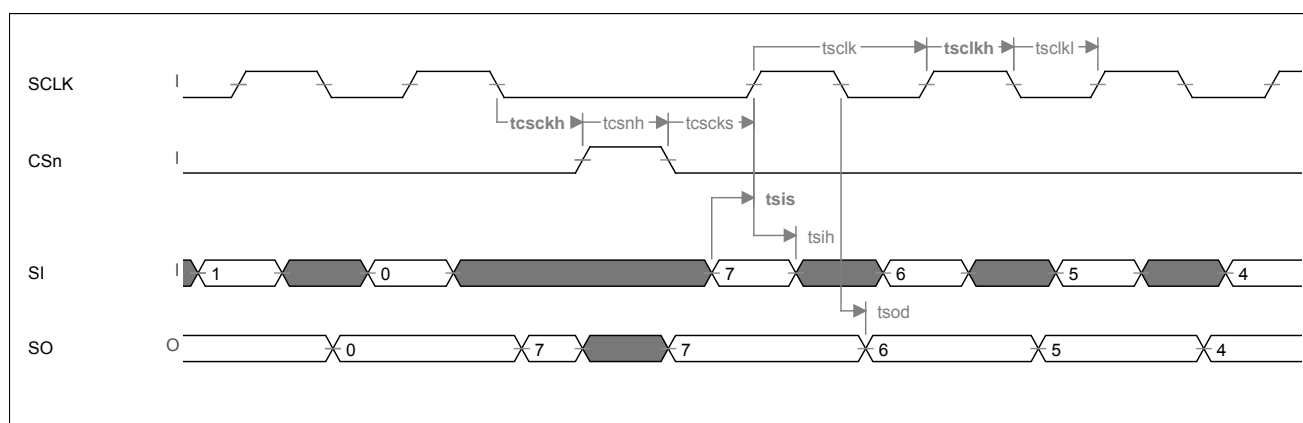 tsclk tsclkh tsclkl
SCLK I
tcsckh tcsnh tcscks
CSn I
tsis
tsih
SI I 1 0 7 6 5 4
tsod
SO O 0 7 7 6 5 4